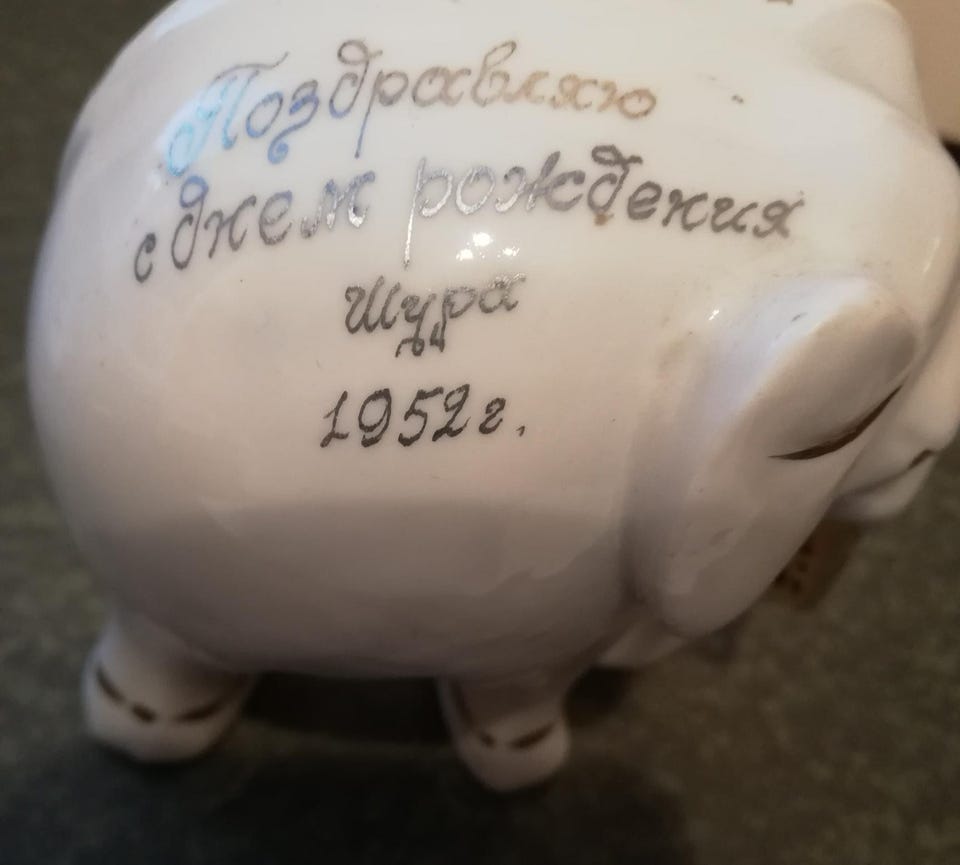 Поздравляю
с днем рождения
Шура
1952г.